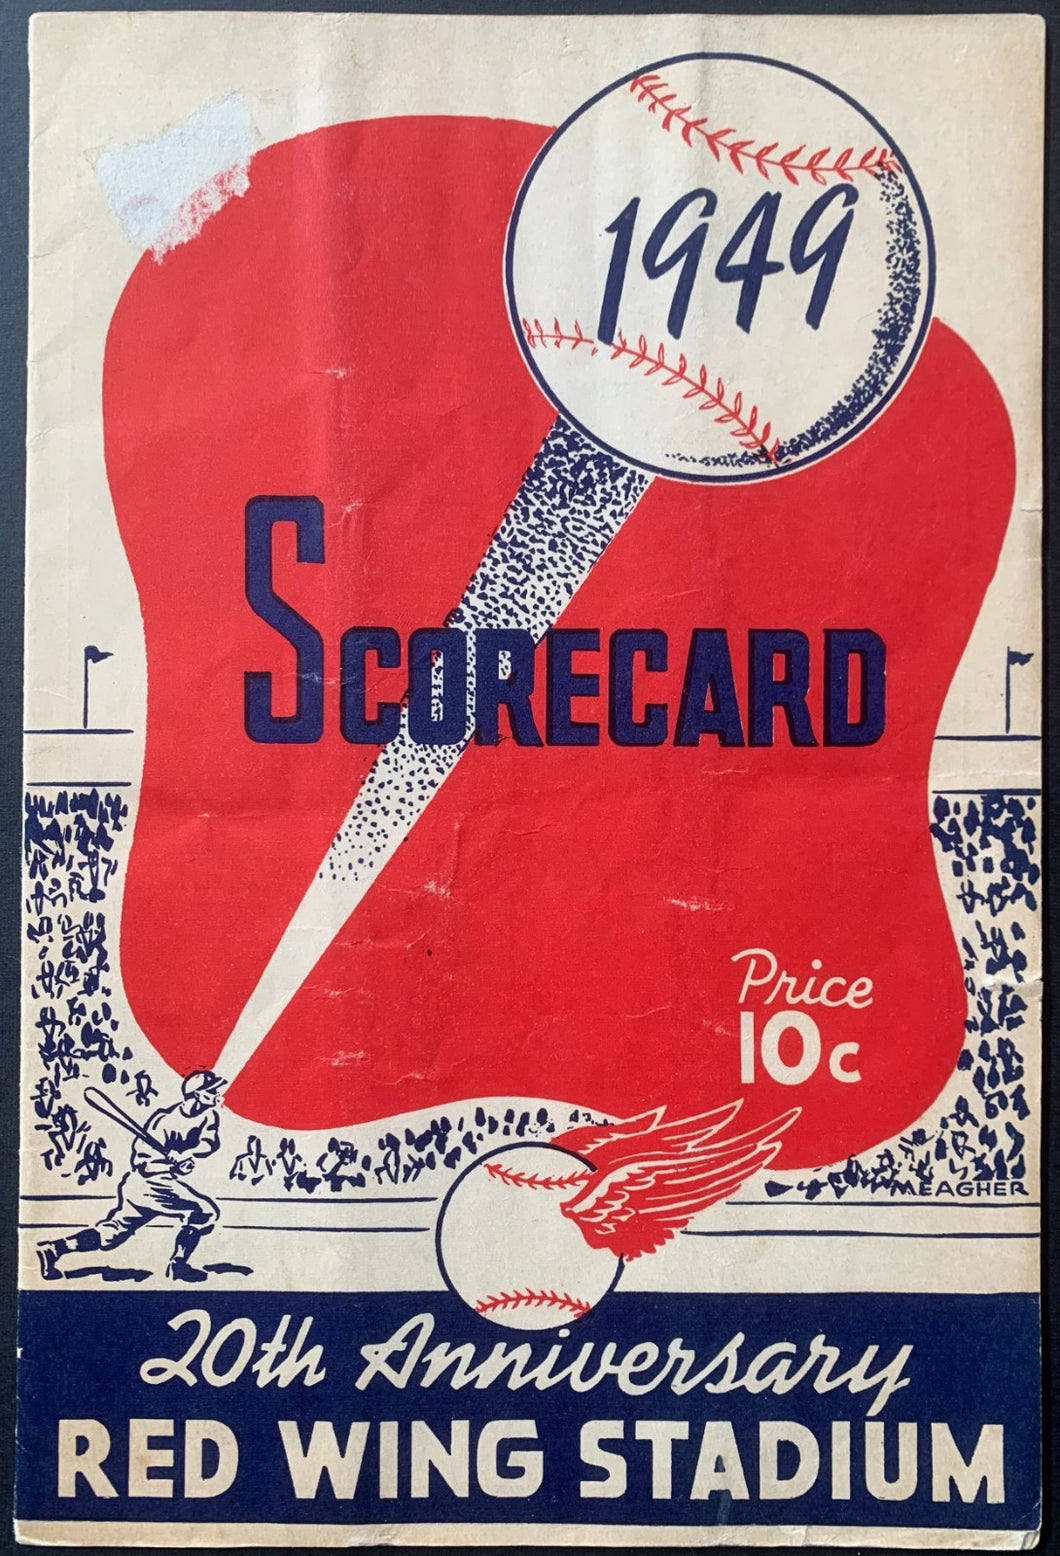 1949
SCORECARD
Price
10c
MEAGHER
20th Anniversary
RED WING STADIUM